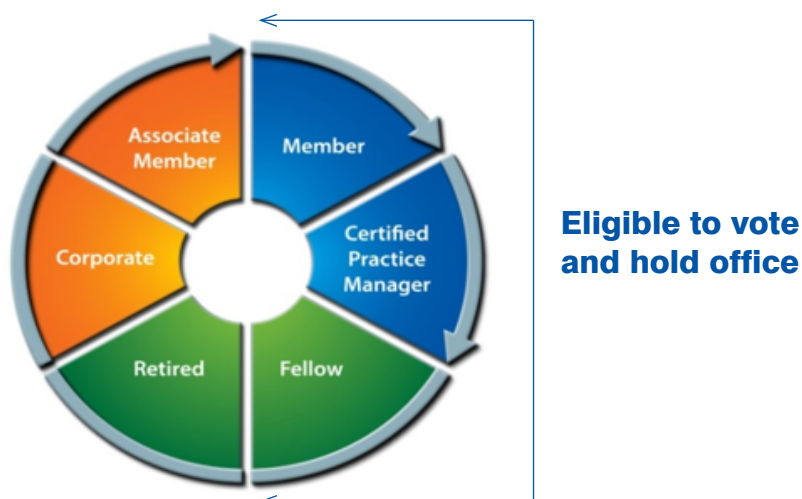 Associate
Member
Member
Corporate
Certified
Practice
Manager
Retired
Fellow
Eligible to vote
and hold office